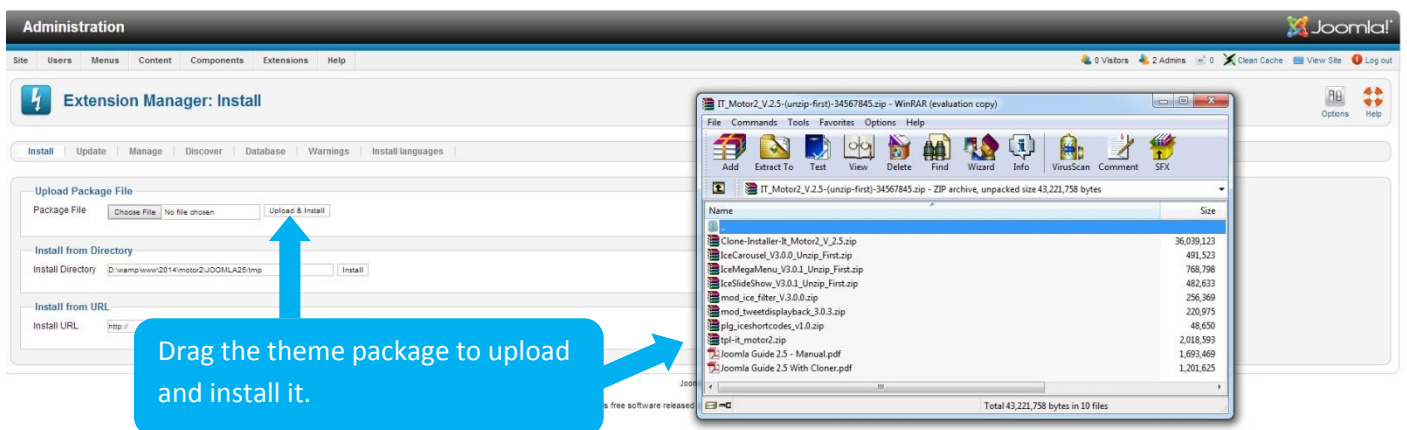 Administration
Joomla!
Site Users Menus Content Components Extensions Help
0 Visitors 2 Admins 0 Clean Cache View Site Log out
Extension Manager: Install
Options Help
Install Update Manage Discover Database Warnings Install languages
Upload Package File
Package File Choose File No file chosen Upload & Install
Install from Directory
Install Directory D:\wamp\www\2014\motor2\JOOMLA25/tmp Install
Install from URL
Install URL http://
Drag the theme package to upload
and install it.
Joon
s free software released
IT_Motor2_V.2.5-(unzip-first)-34567845.zip - WinRAR (evaluation copy)
File Commands Tools Favorites Options Help
Add Extract To Test View Delete Find Wizard Info VirusScan Comment SFX
IT_Motor2_V.2.5-(unzip-first)-34567845.zip - ZIP archive, unpacked size 43,221,758 bytes
Name Size
..
Clone-Installer-It_Motor2_V_2.5.zip 36,039,123
IceCarousel_V3.0.0_Unzip_First.zip 491,523
IceMegaMenu_V3.0.1_Unzip_First.zip 768,798
IceSlideShow_V3.0.1_Unzip_First.zip 482,633
mod_ice_filter_V.3.0.0.zip 256,369
mod_tweetdisplayback_3.0.3.zip 220,975
plg_iceshortcodes_v1.0.zip 48,650
tpl-it_motor2.zip 2,018,593
Joomla Guide 2.5 - Manual.pdf 1,693,469
Joomla Guide 2.5 With Cloner.pdf 1,201,625
Total 43,221,758 bytes in 10 files